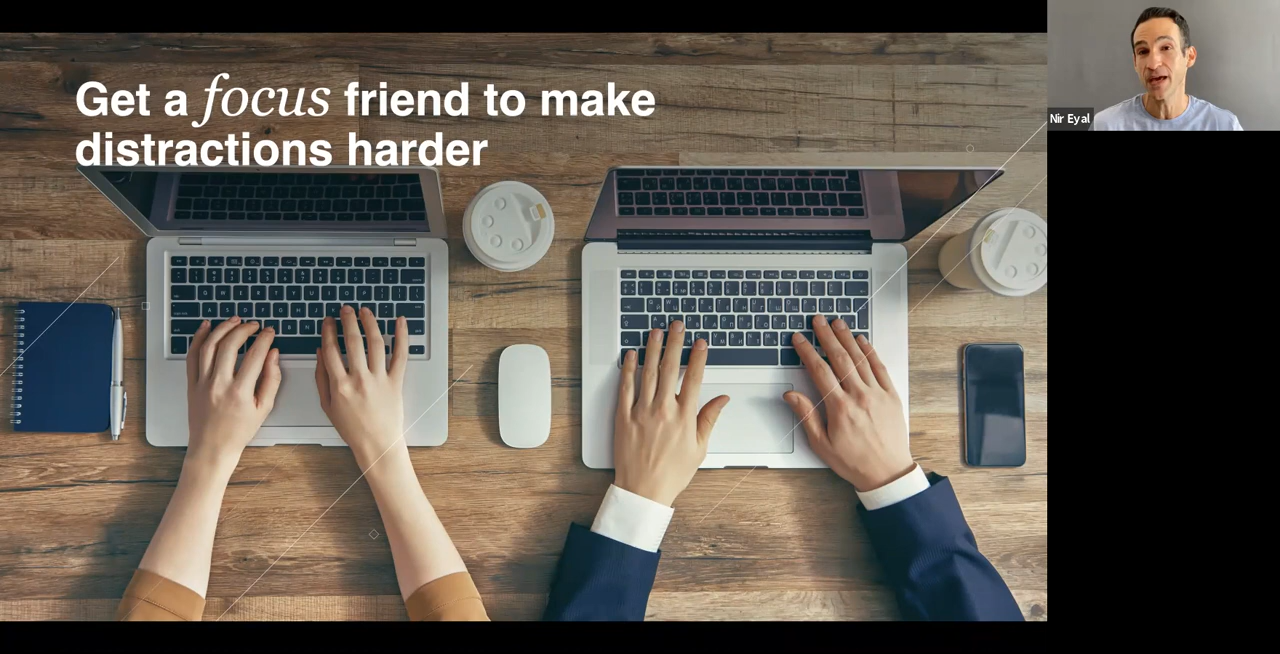 Get a focus friend to make
distractions harder
Nir Eyal